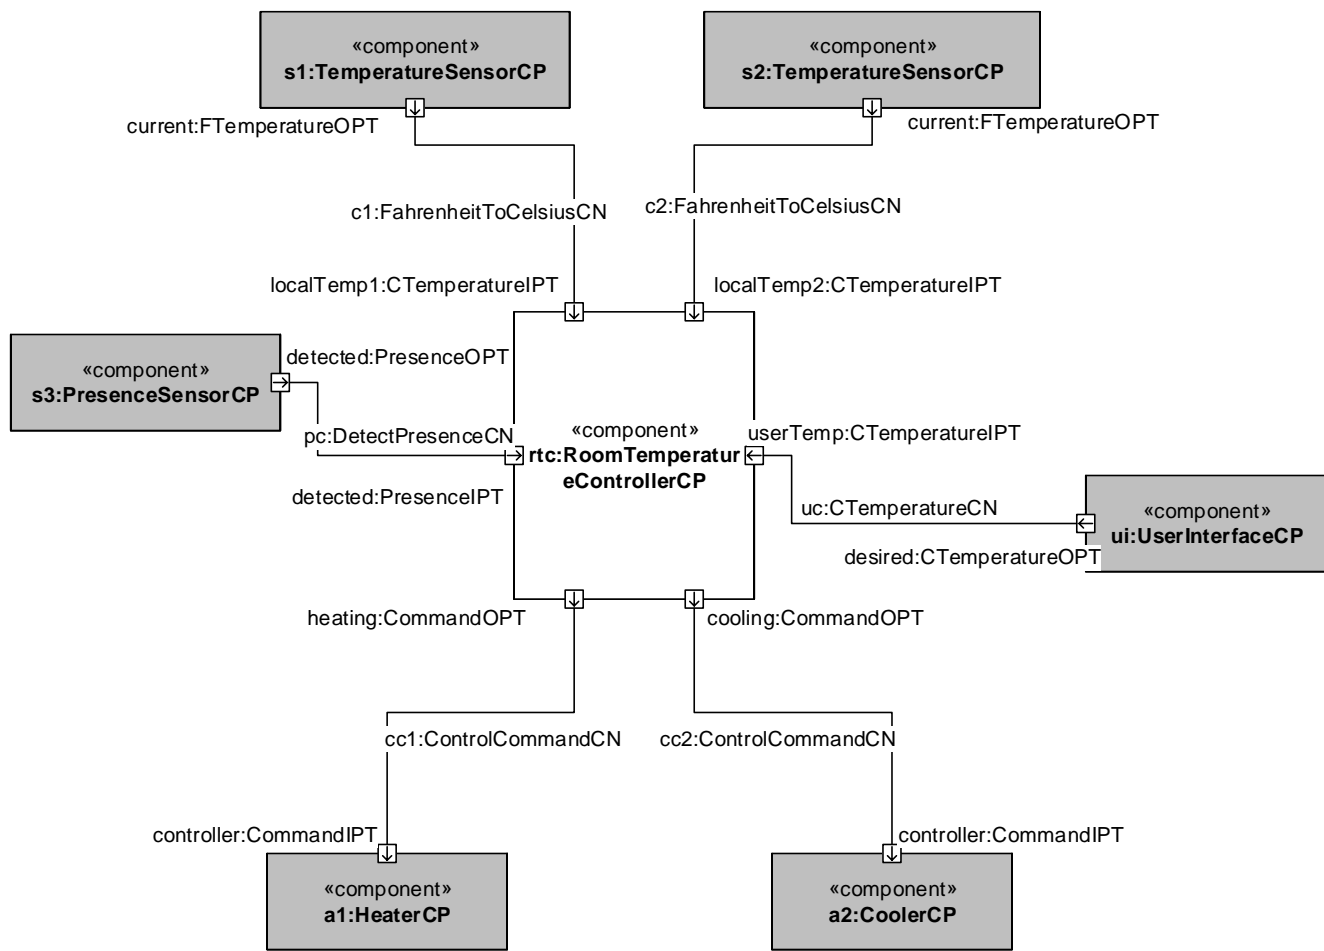 «component»
s1:TemperatureSensorCP
«component»
s2:TemperatureSensorCP
current:FTemperatureOPT
current:FTemperatureOPT
c1:FahrenheitToCelsiusCN
c2:FahrenheitToCelsiusCN
localTemp1:CTemperatureIPT
localTemp2:CTemperatureIPT
«component»
s3:PresenceSensorCP
detected:PresenceOPT
pc:DetectPresenceCN
detected:PresenceIPT
«component»
rtc:RoomTemperatur
eControllerCP
userTemp:CTemperatureIPT
uc:CTemperatureCN
desired:CTemperatureOPT
«component»
ui:UserInterfaceCP
heating:CommandOPT
cooling:CommandOPT
cc1:ControlCommandCN
cc2:ControlCommandCN
controller:CommandIPT
controller:CommandIPT
«component»
a1:HeaterCP
«component»
a2:CoolerCP